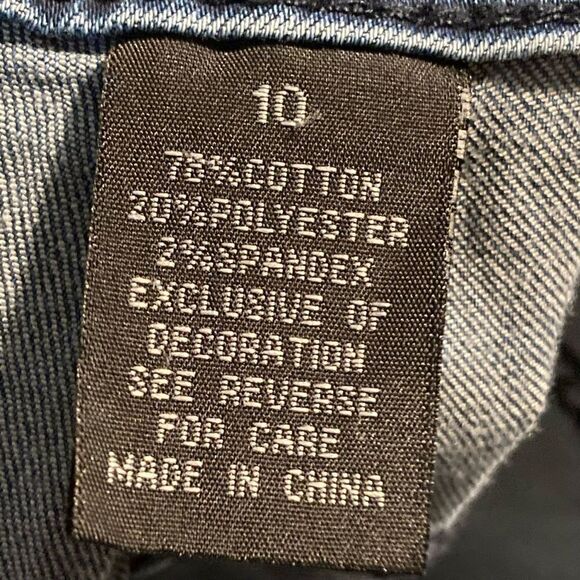 10
78%COTTON
20%POLYESTER
2%SPANDEX
EXCLUSIVE OF
DECORATION
SEE REVERSE
FOR CARE
MADE IN CHINA